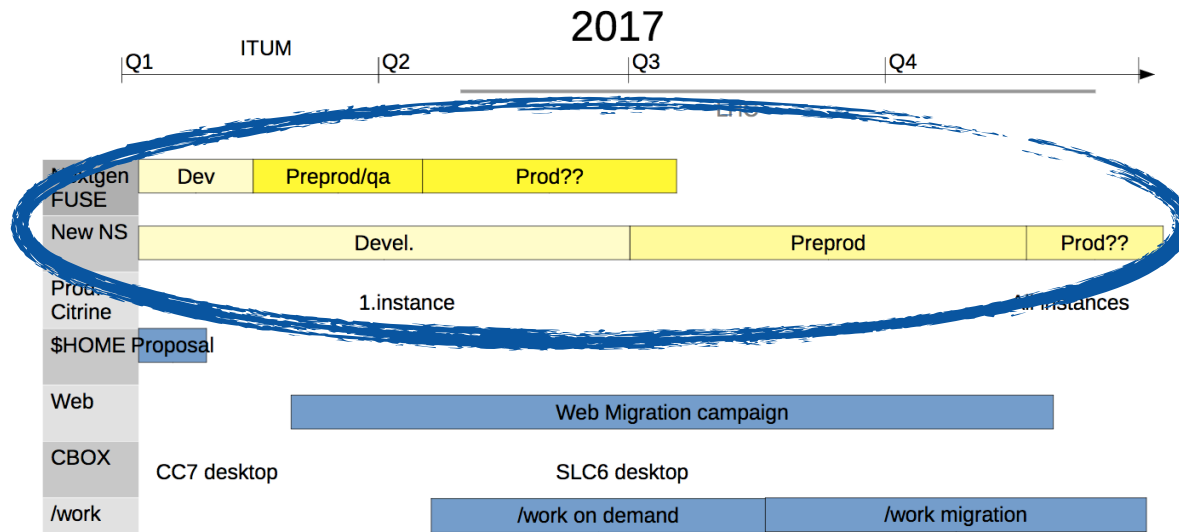 2017
ITUM
Q1 Q2 Q3 Q4
Nextgen
FUSE
Dev Preprod/qa Prod??
New NS
Devel. Preprod Prod??
Citrine
1.instance instances
$HOME Proposal
Web
Web Migration campaign
CBOX
CC7 desktop SLC6 desktop
/work
/work on demand /work migration